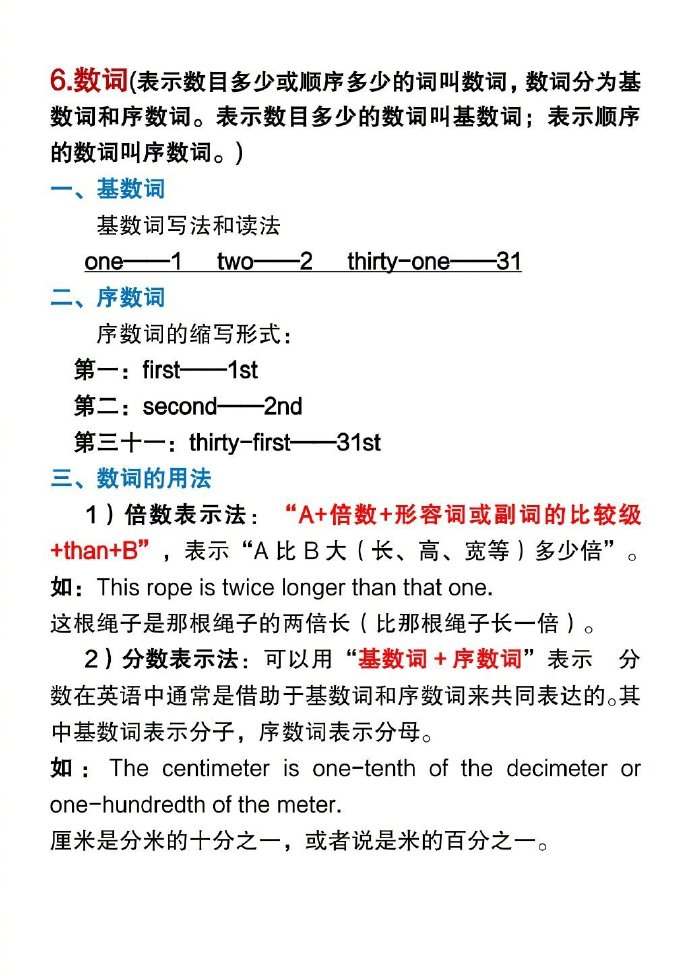 6.数词(表示数目多少或顺序多少的词叫数词，数词分为基
数词和序数词。表示数目多少的数词叫基数词；表示顺序
的数词叫序数词。)
一、基数词
基数词写法和读法
one——1 two——2 thirty-one——31
二、序数词
序数词的缩写形式：
第一：first——1st
第二：second——2nd
第三十一：thirty-first——31st
三、数词的用法
1）倍数表示法：“A+倍数+形容词或副词的比较级
+than+B”，表示“A 比 B 大（长、高、宽等）多少倍”。
如：This rope is twice longer than that one.
这根绳子是那根绳子的两倍长（比那根绳子长一倍）。
2）分数表示法：可以用“基数词 + 序数词”表示 分
数在英语中通常是借助于基数词和序数词来共同表达的。其
中基数词表示分子，序数词表示分母。
如：The centimeter is one-tenth of the decimeter or
one-hundredth of the meter.
厘米是分米的十分之一，或者说是米的百分之一。